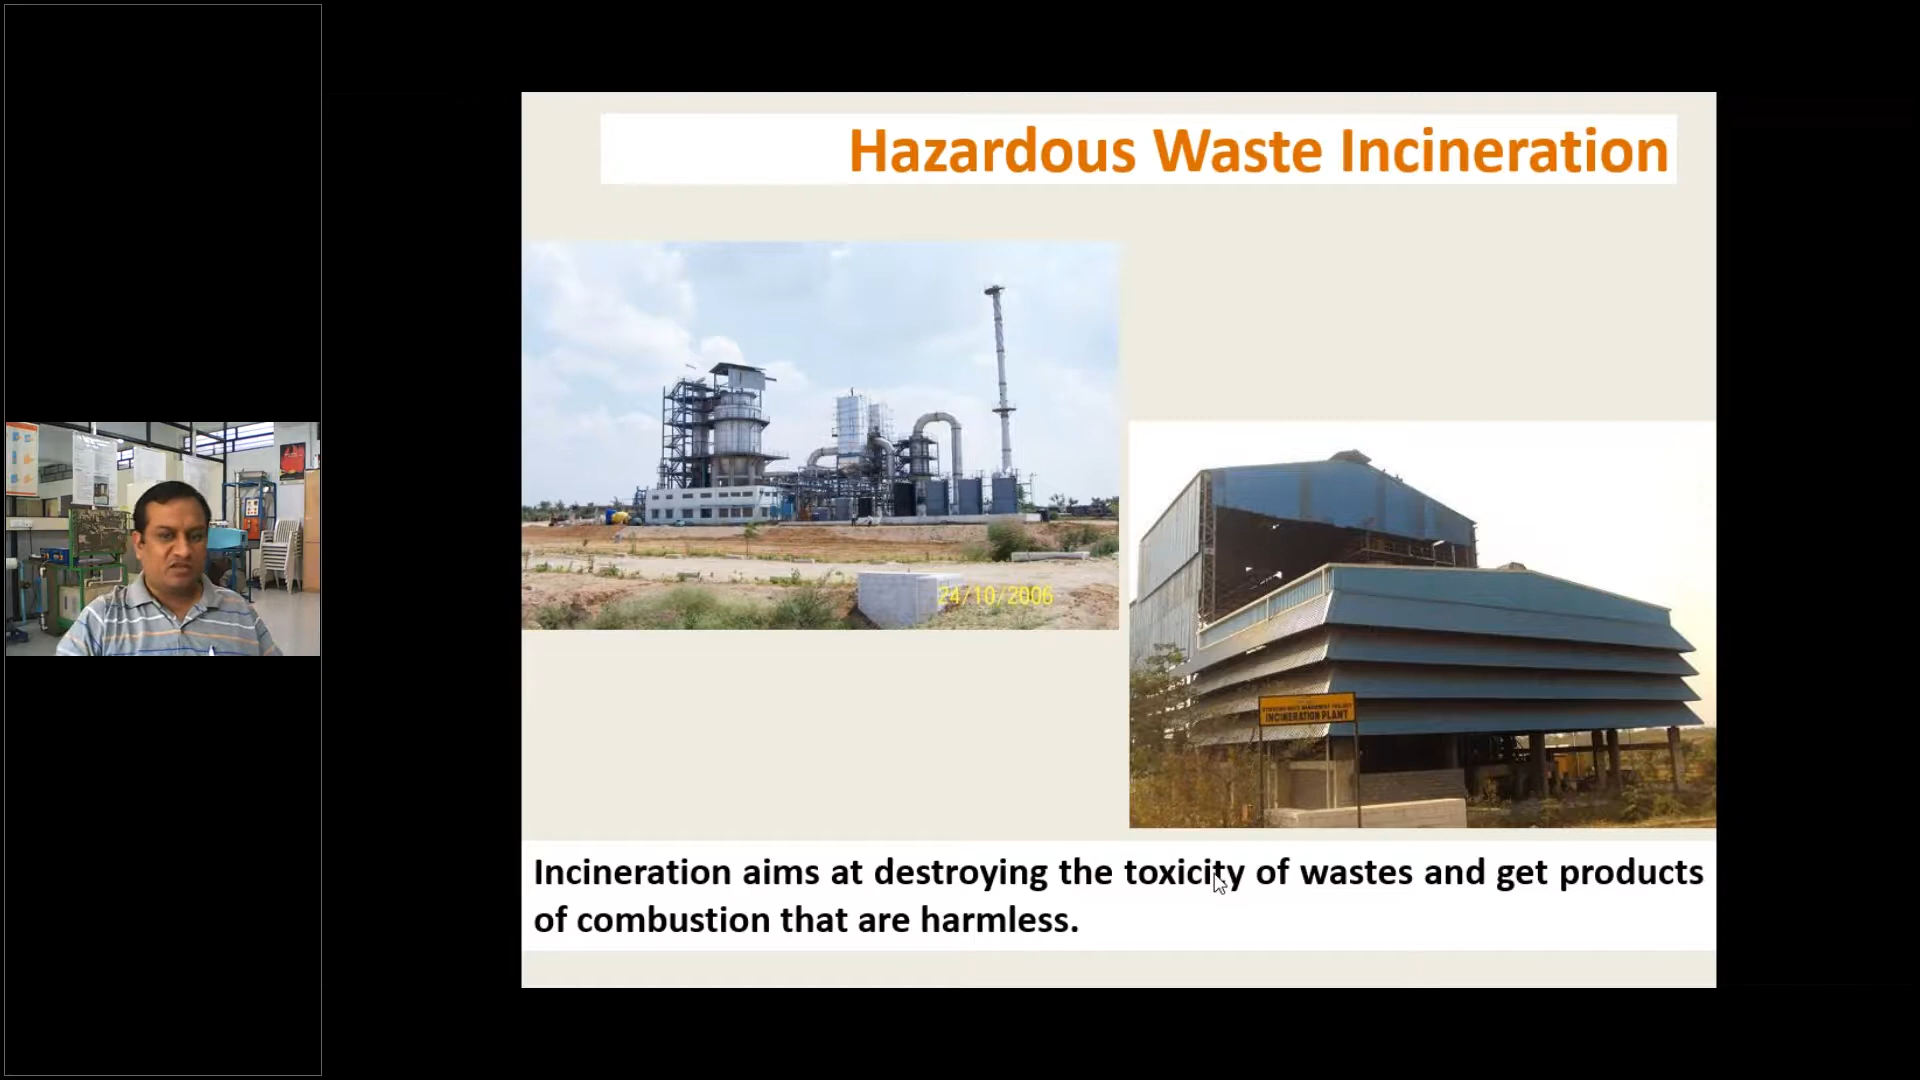 Hazardous Waste Incineration
24/10/2006
INCINERATION PLANT
Incineration aims at destroying the toxicity of wastes and get products
of combustion that are harmless.